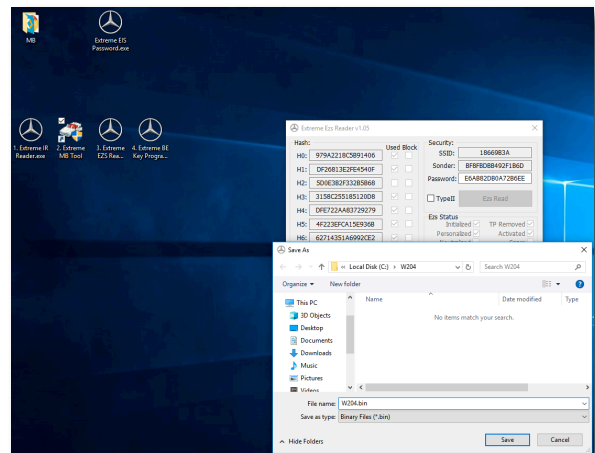 MB
Extreme EIS
Password.exe
1. Extreme IR
Reader.exe
2. Extreme
MB Tool
3. Extreme
EZS Rea...
4. Extreme BE
Key Progra...
Extreme Ezs Reader v1.05
Hash:
Used Block
H0: 979A2218C5B91406
H1: DF26813E2FE4540F
H2: 5D0E3B2F332B5B68
H3: 3158C255185120D8
H4: DFE722AA83729279
H5: 4F223EFCA15E936B
H6: 62714351A6992CE2
Security:
SSID: 1B669B3A
Sonder: BFBFBDBB492F1B6D
Password: E6AB82DB0A72B6EE
TypeII
Ezs Read
Ezs Status
Initialized
TP Removed
Personalized
Activated
Save As
« Local Disk (C:) › W204
Search W204
Organize
New folder
This PC
3D Objects
Desktop
Documents
Downloads
Music
Pictures
Videos
Name
Date modified
Type
No items match your search.
File name: W204.bin
Save as type: Binary Files (*.bin)
Hide Folders
Save
Cancel